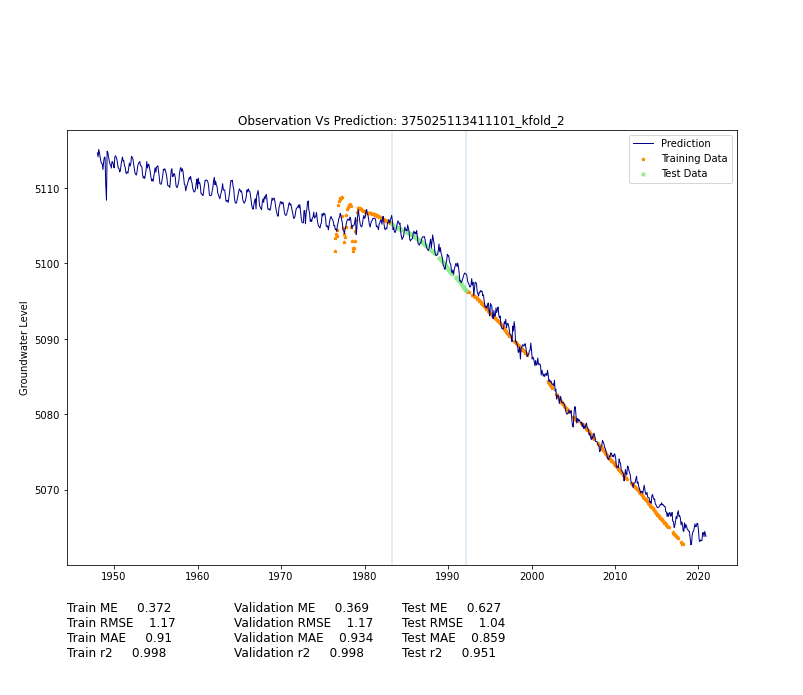 Observation Vs Prediction: 375025113411101_kfold_2
Prediction
Training Data
Test Data
Groundwater Level
5110
5100
5090
5080
5070
1950 1960 1970 1980 1990 2000 2010 2020
Train ME 0.372 Validation ME 0.369 Test ME 0.627
Train RMSE 1.17 Validation RMSE 1.17 Test RMSE 1.04
Train MAE 0.91 Validation MAE 0.934 Test MAE 0.859
Train r2 0.998 Validation r2 0.998 Test r2 0.951